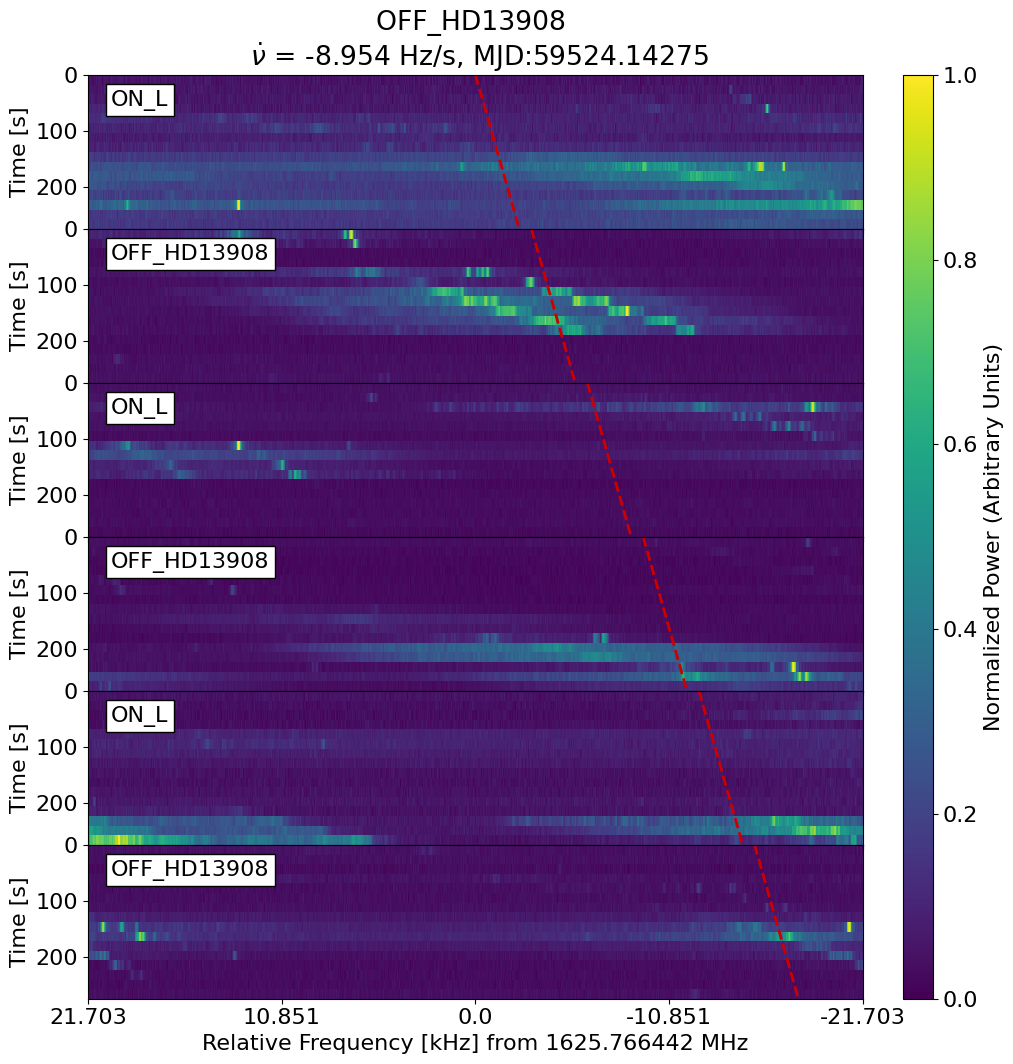 OFF_HD13908
ν̇ = -8.954 Hz/s, MJD:59524.14275
0
ON_L
100
Time [s]
200
0
OFF_HD13908
100
Time [s]
200
0
ON_L
100
Time [s]
200
0
OFF_HD13908
100
Time [s]
200
0
ON_L
100
Time [s]
200
0
OFF_HD13908
100
Time [s]
200
21.703 10.851 0.0 -10.851 -21.703
Relative Frequency [kHz] from 1625.766442 MHz
1.0
0.8
0.6
0.4
0.2
0.0
Normalized Power (Arbitrary Units)